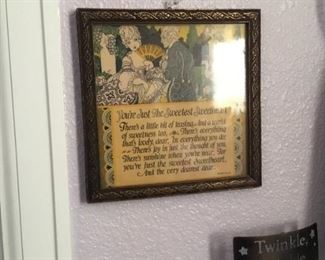 You're Just The Sweetest Sweetheart
There's a little bit of teasing, And a world
of sweetness too, There's everything
that's lovely, dear, In everything you do:
There's joy in just the thought of you,
There's sunshine when you're near, For
you're just the sweetest sweetheart,
And the very dearest dear.
Twinkle,